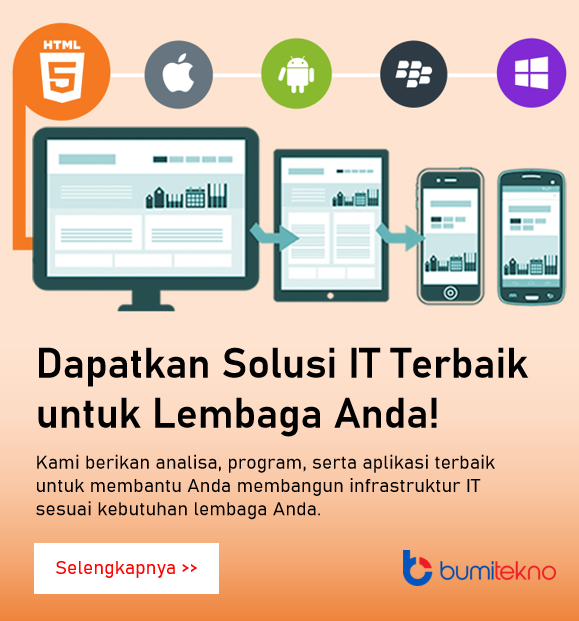 HTML
5
Dapatkan Solusi IT Terbaik
untuk Lembaga Anda!
Kami berikan analisa, program, serta aplikasi terbaik
untuk membantu Anda membangun infrastruktur IT
sesuai kebutuhan lembaga Anda.
Selengkapnya >>
bumitekno